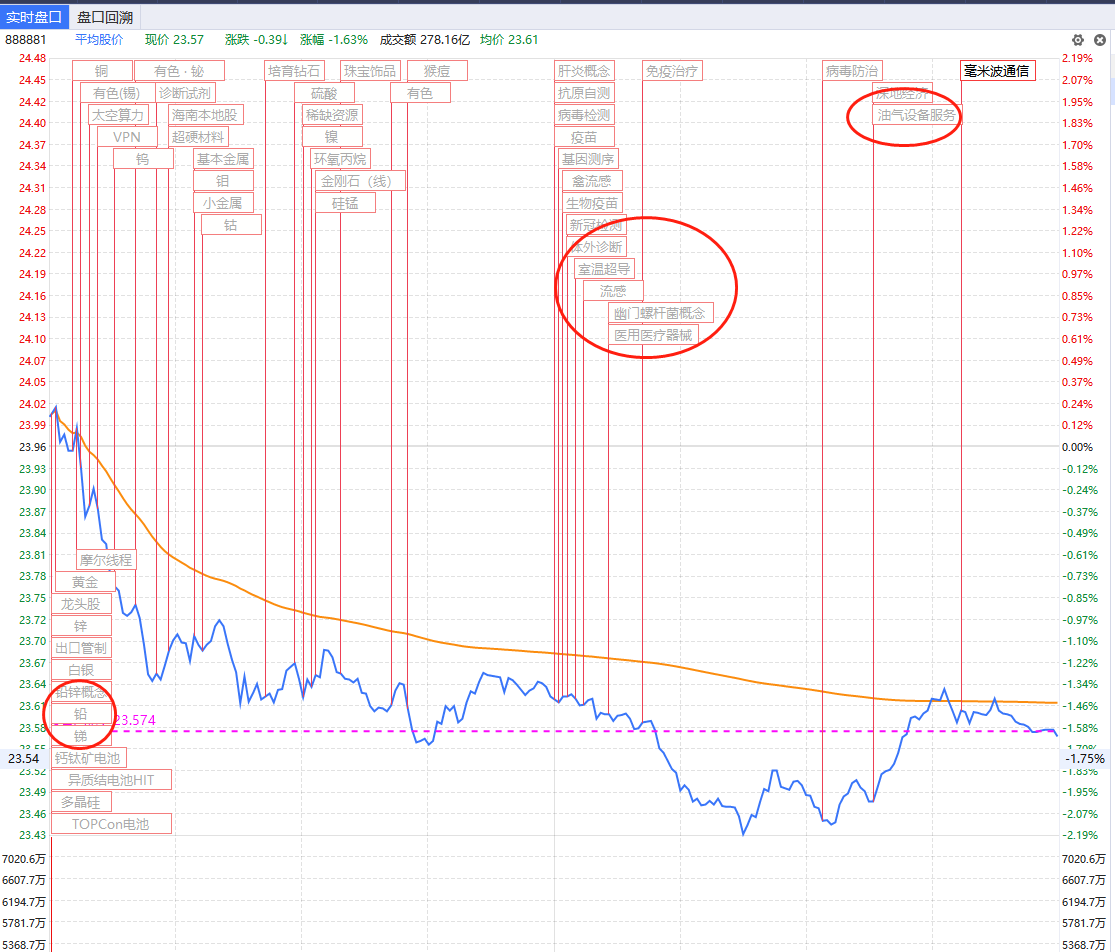 实时盘口 盘口回溯
888881 平均股价 现价 23.57 涨跌 -0.39↓ 涨幅 -1.63% 成交额 278.16亿 均价 23.61
24.48 2.19%
铜 有色·铋 培育钻石 珠宝饰品 猴痘 肝炎概念 免疫治疗 病毒防治 毫米波通信
24.45 2.07%
有色(锡) 诊断试剂 硫酸 有色 抗原自测 深地经济
24.42 1.95%
太空算力 海南本地股 稀缺资源 病毒检测 油气设备服务
24.40 1.83%
VPN 超硬材料 镍 疫苗
24.37 1.70%
钨 基本金属 环氧丙烷 基因测序
24.34 1.58%
钼 金刚石（线） 禽流感
24.31 1.46%
小金属 硅锰 生物疫苗
24.28 1.34%
钴 新冠检测
24.25 1.22%
体外诊断
24.22 1.10%
室温超导
24.19 0.97%
流感
24.16 0.85%
幽门螺杆菌概念
24.13 0.73%
医用医疗器械
24.10 0.61%
24.07 0.49%
24.05 0.37%
24.02 0.24%
23.99 0.12%
23.96 0.00%
23.93 -0.12%
23.90 -0.24%
23.87 -0.37%
23.84 -0.49%
23.81 摩尔线程 -0.61%
23.78 黄金 -0.73%
23.75 龙头股 -0.85%
23.72 锌 -0.97%
23.70 出口管制 -1.10%
23.67 白银 -1.22%
23.64 铅锌概念 -1.34%
23.61 铅 -1.46%
23.574
23.58 锑 -1.58%
23.55 -1.70%
23.54 钙钛矿电池 -1.75%
23.52 异质结电池HIT -1.83%
23.49 多晶硅 -1.95%
23.46 TOPCon电池 -2.07%
23.43 -2.19%
7020.6万 7020.6万
6607.7万 6607.7万
6194.7万 6194.7万
5781.7万 5781.7万
5368.7万 5368.7万